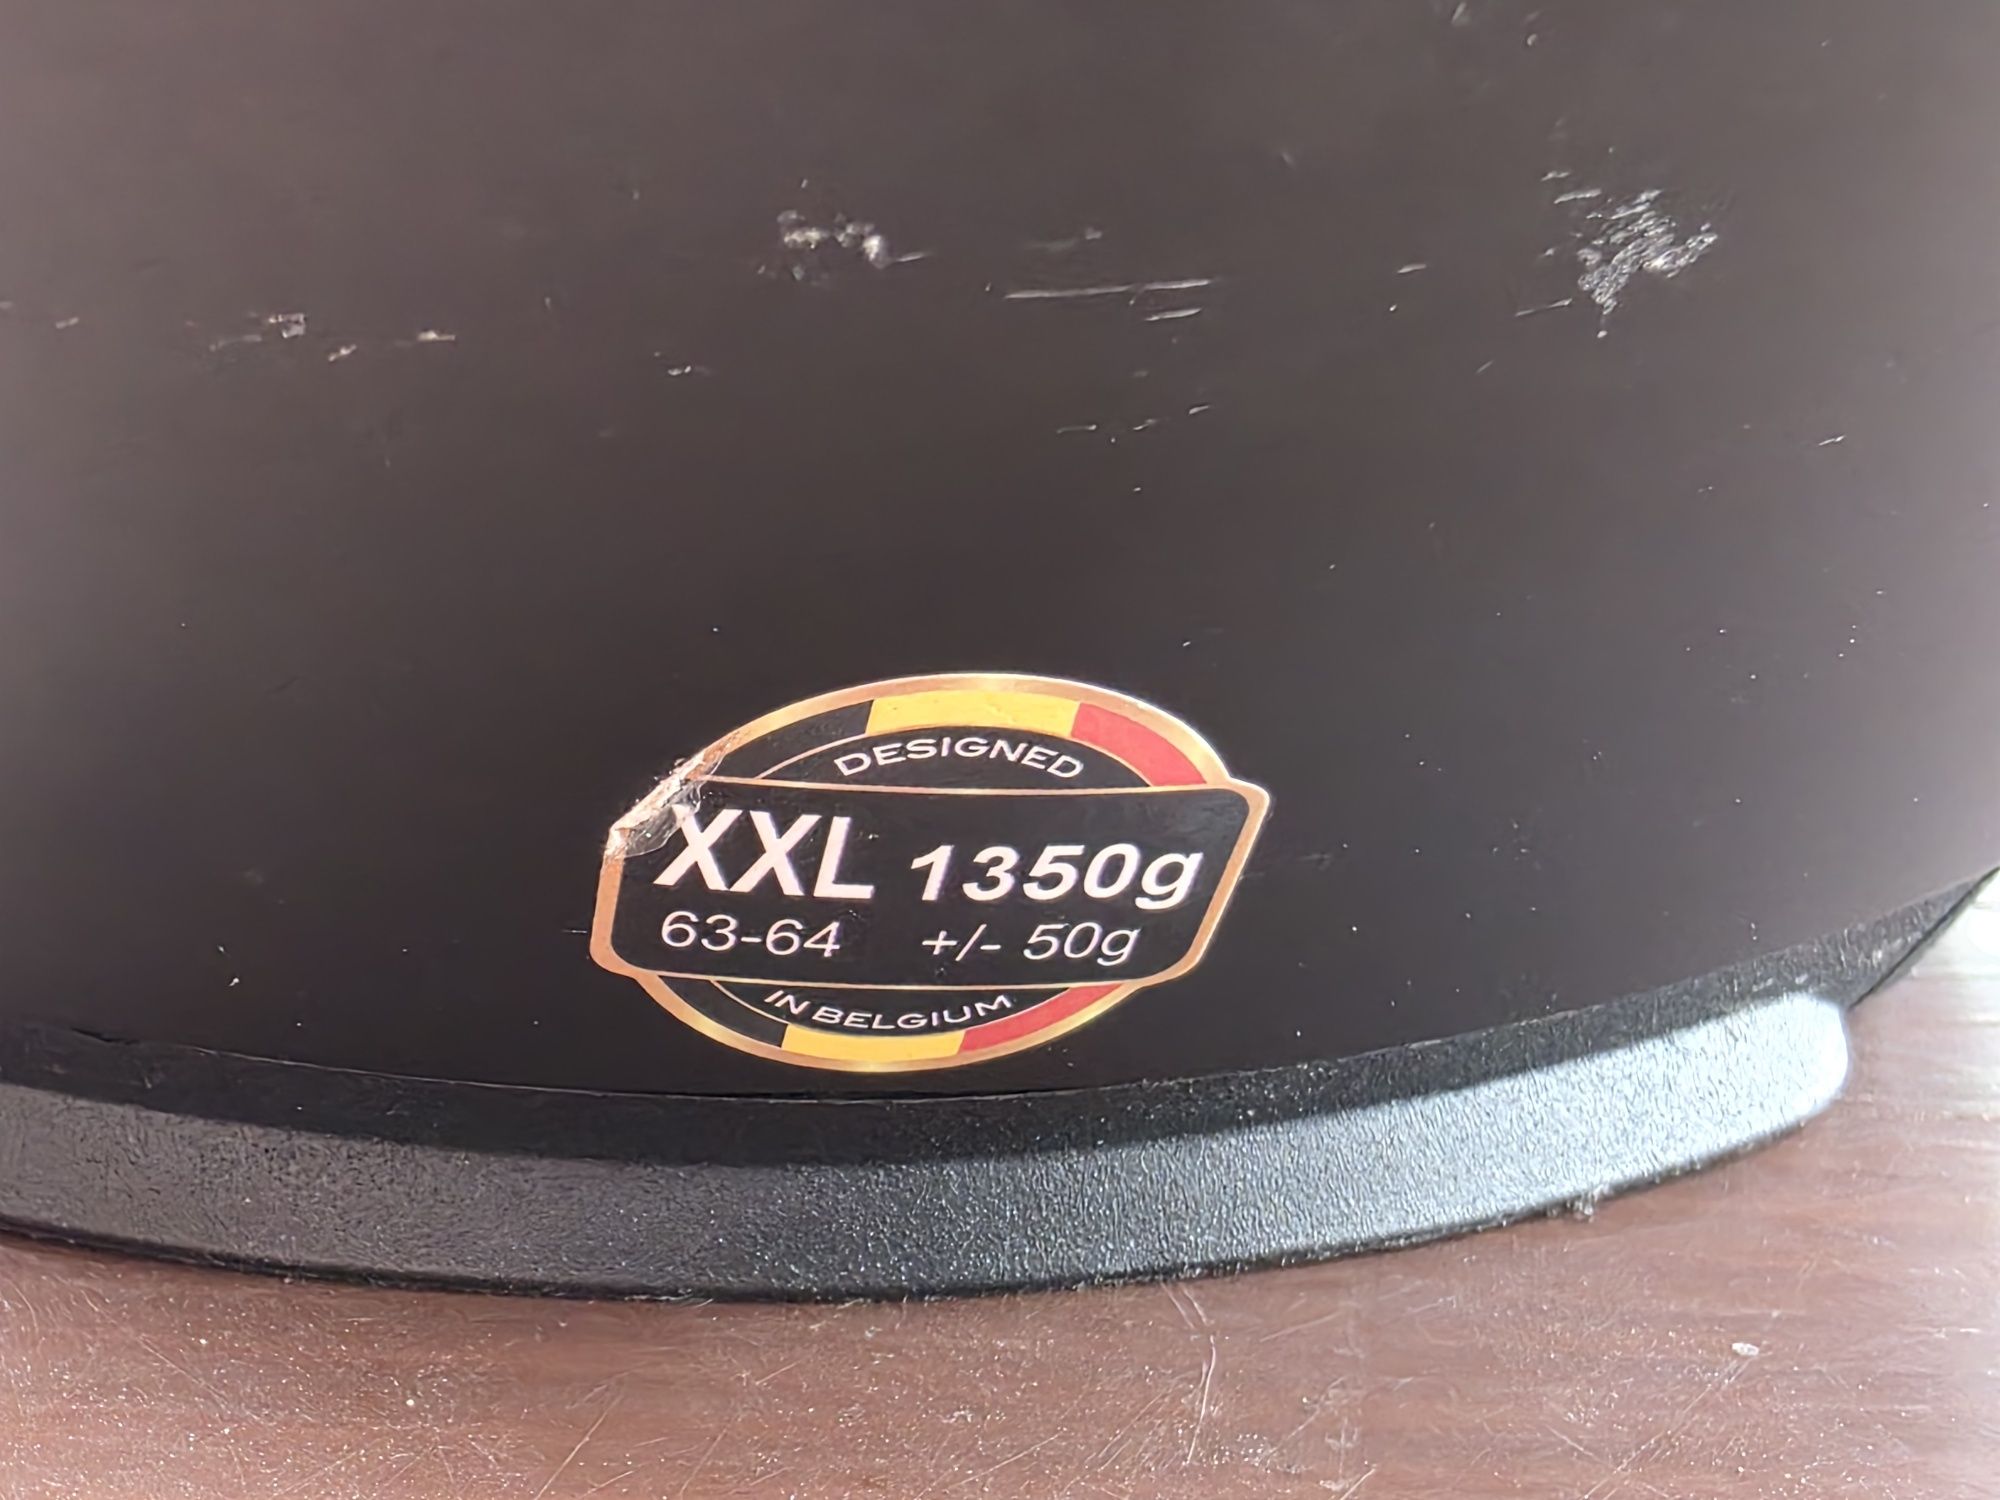 DESIGNED
XXL 1350g
63-64 +/- 50g
IN BELGIUM